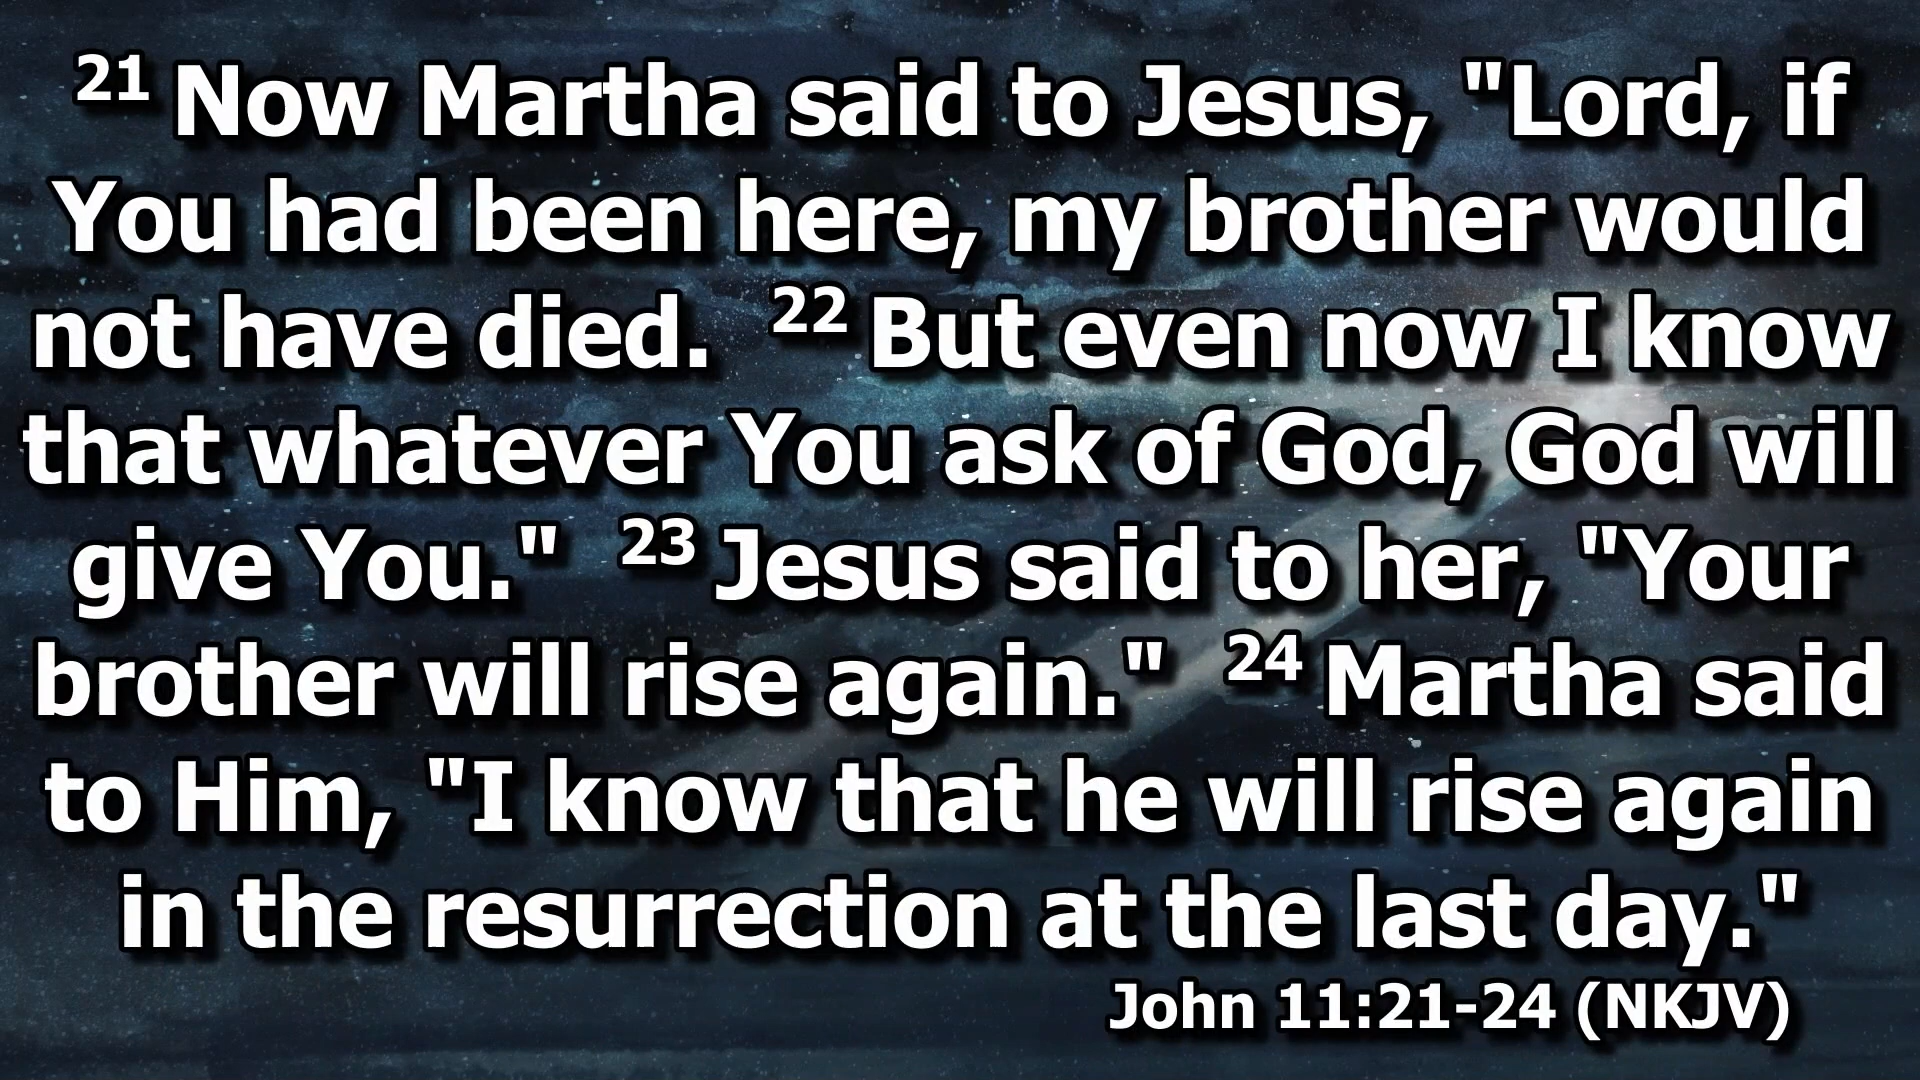 21 Now Martha said to Jesus, "Lord, if
You had been here, my brother would
not have died. 22 But even now I know
that whatever You ask of God, God will
give You." 23 Jesus said to her, "Your
brother will rise again." 24 Martha said
to Him, "I know that he will rise again
in the resurrection at the last day."
John 11:21-24 (NKJV)